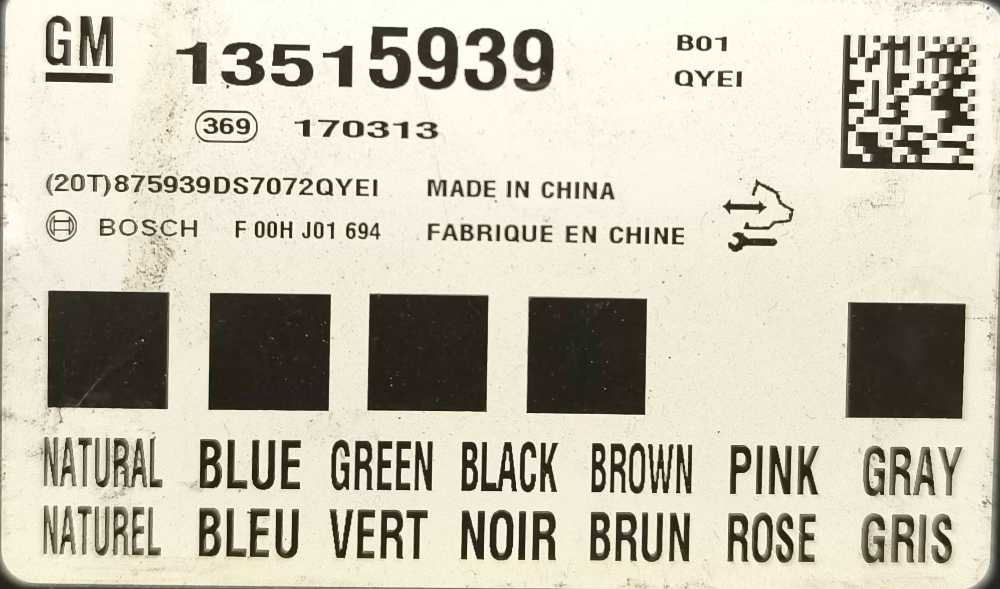 GM 13515939 B01
QYEI
369 170313
(20T)875939DS7072QYEI MADE IN CHINA
BOSCH F 00H J01 694 FABRIQUE EN CHINE
NATURAL BLUE GREEN BLACK BROWN PINK GRAY
NATUREL BLEU VERT NOIR BRUN ROSE GRIS